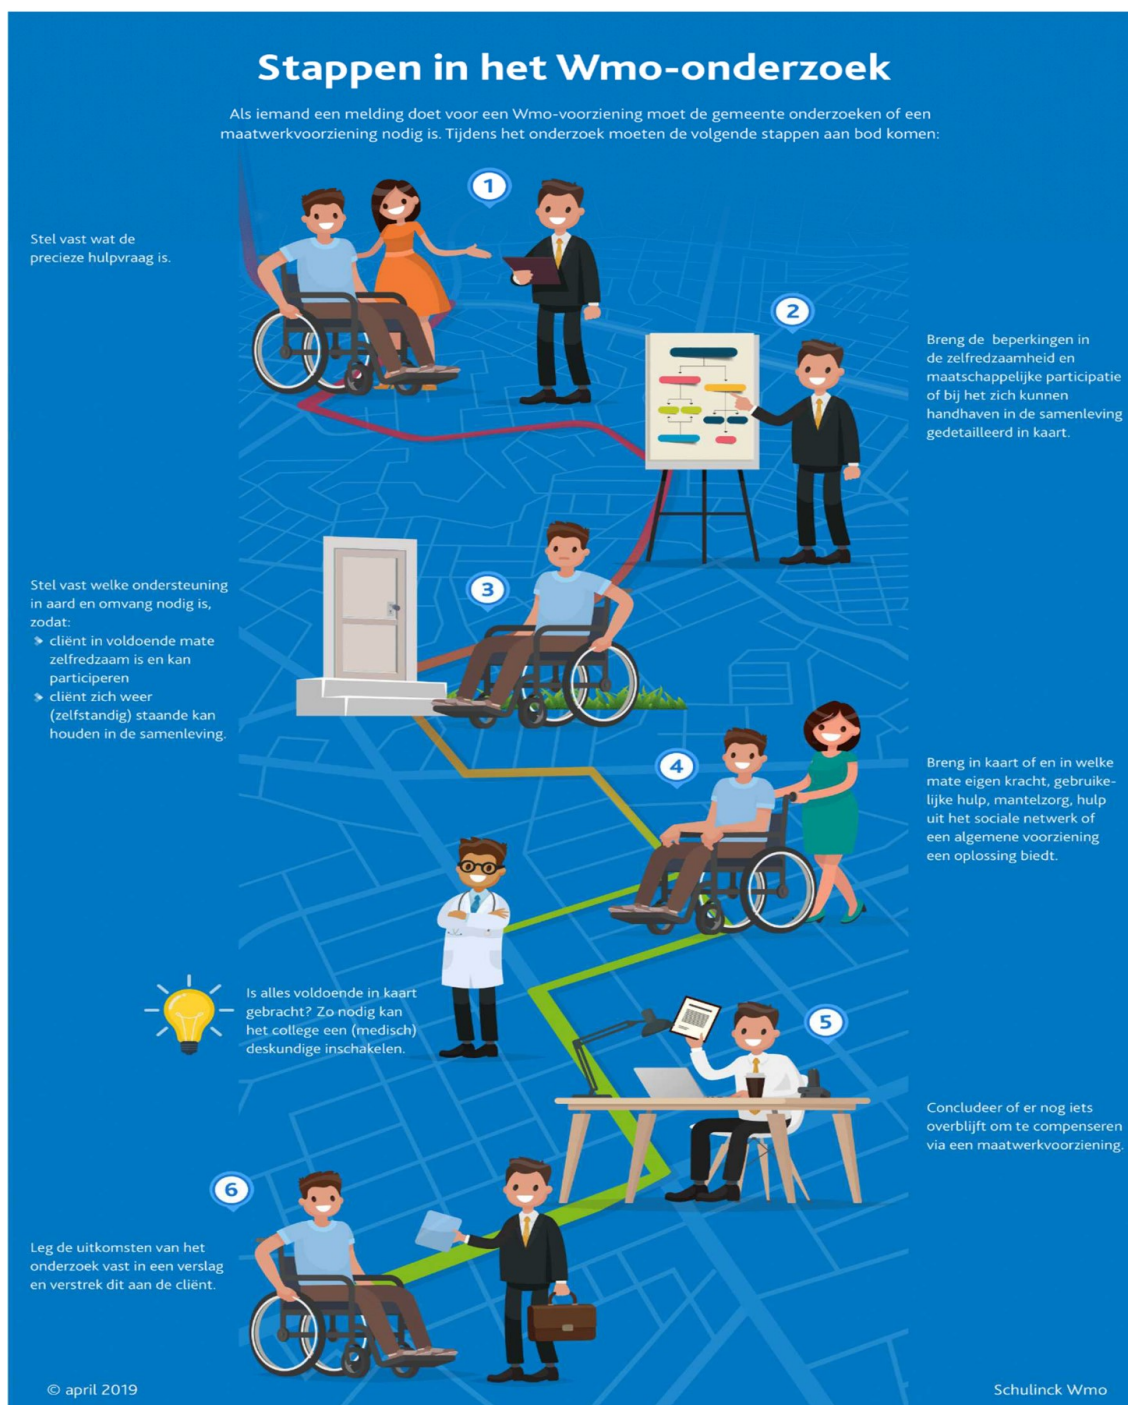 Stappen in het Wmo-onderzoek
Als iemand een melding doet voor een Wmo-voorziening moet de gemeente onderzoeken of een
maatwerkvoorziening nodig is. Tijdens het onderzoek moeten de volgende stappen aan bod komen:
1
Stel vast wat de
precieze hulpvraag is.
2
Breng de beperkingen in
de zelfredzaamheid en
maatschappelijke participatie
of bij het zich kunnen
handhaven in de samenleving
gedetailleerd in kaart.
3
Stel vast welke ondersteuning
in aard en omvang nodig is,
zodat:
cliënt in voldoende mate
zelfredzaam is en kan
participeren
cliënt zich weer
(zelfstandig) staande kan
houden in de samenleving.
4
Breng in kaart of en in welke
mate eigen kracht, gebruike-
lijke hulp, mantelzorg, hulp
uit het sociale netwerk of
een algemene voorziening
een oplossing biedt.
Is alles voldoende in kaart
gebracht? Zo nodig kan
het college een (medisch)
deskundige inschakelen.
5
Concludeer of er nog iets
overblijft om te compenseren
via een maatwerkvoorziening.
6
Leg de uitkomsten van het
onderzoek vast in een verslag
en verstrek dit aan de cliënt.
© april 2019
Schulinck Wmo